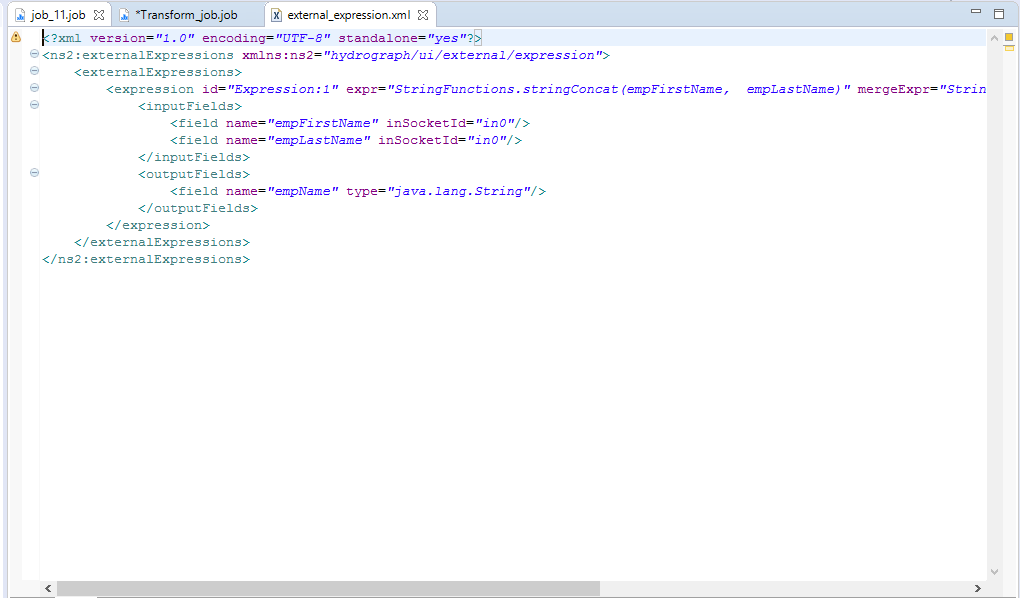 job_11.job
*Transform_job.job
external_expression.xml
<?xml version="1.0" encoding="UTF-8" standalone="yes"?>
<ns2:externalExpressions xmlns:ns2="hydrograph/ui/external/expression">
<externalExpressions>
<expression id="Expression:1" expr="StringFunctions.stringConcat(empFirstName,  empLastName)" mergeExpr="Strin
<inputFields>
<field name="empFirstName" inSocketId="in0"/>
<field name="empLastName" inSocketId="in0"/>
</inputFields>
<outputFields>
<field name="empName" type="java.lang.String"/>
</outputFields>
</expression>
</externalExpressions>
</ns2:externalExpressions>